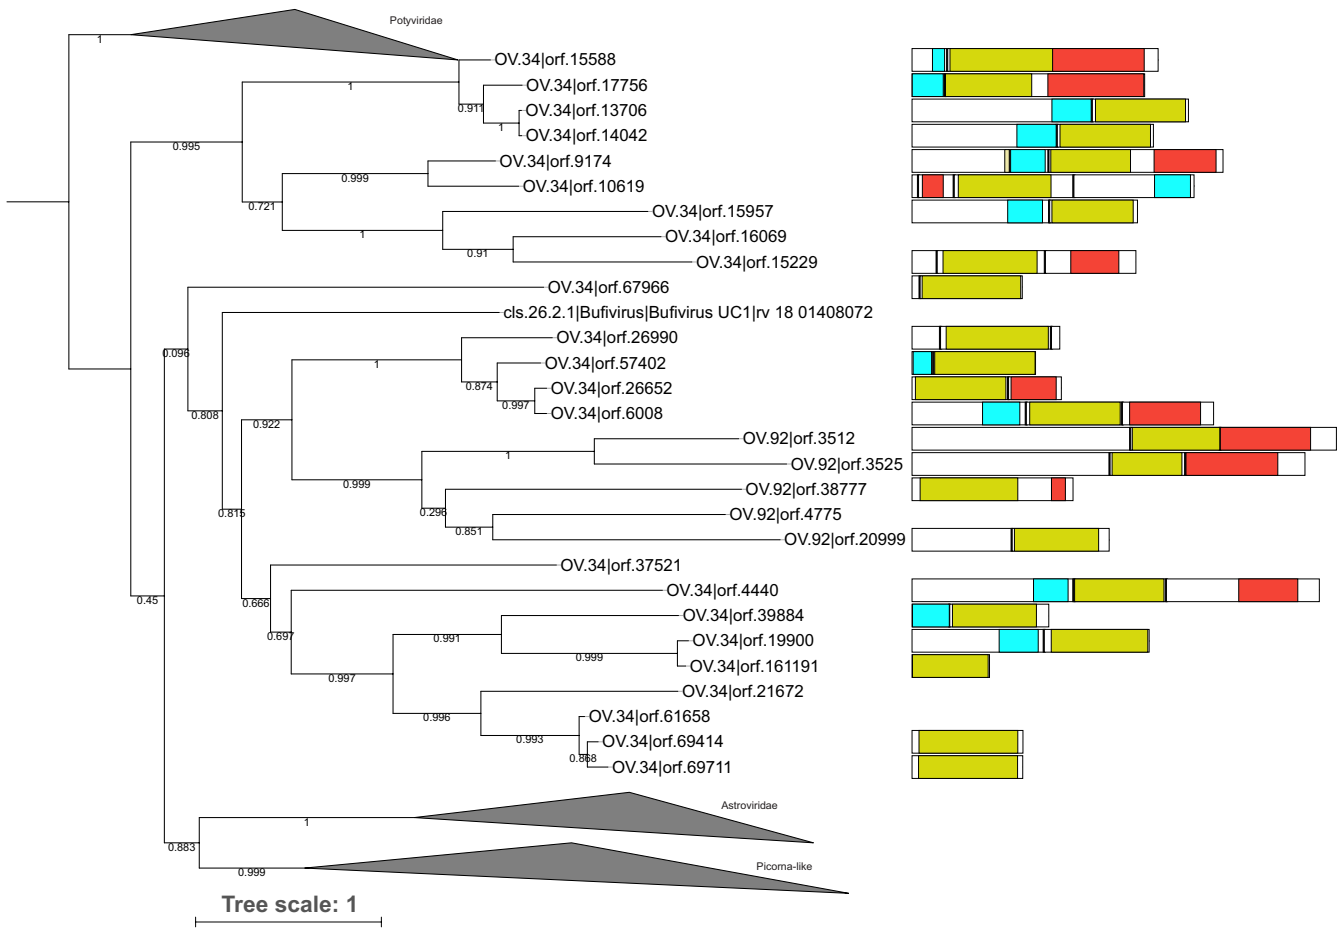 Potyviridae
1
OV.34|orf.15588
OV.34|orf.17756
1
0.911
OV.34|orf.13706
1
OV.34|orf.14042
0.995
OV.34|orf.9174
0.999
OV.34|orf.10619
0.721
OV.34|orf.15957
1
OV.34|orf.16069
0.91
OV.34|orf.15229
OV.34|orf.67966
cls.26.2.1|Bufivirus|Bufivirus UC1|rv 18 01408072
OV.34|orf.26990
0.096
1
OV.34|orf.57402
0.874
OV.34|orf.26652
0.997
OV.34|orf.6008
0.808
0.922
OV.92|orf.3512
1
OV.92|orf.3525
0.999
OV.92|orf.38777
0.296
0.815
OV.92|orf.4775
0.851
OV.92|orf.20999
OV.34|orf.37521
OV.34|orf.4440
0.45
0.666
OV.34|orf.39884
0.697
0.991
OV.34|orf.19900
0.999
OV.34|orf.161191
0.997
OV.34|orf.21672
0.996
OV.34|orf.61658
0.993
OV.34|orf.69414
0.868
OV.34|orf.69711
Astroviridae
1
0.883
Picorna-like
0.999
Tree scale: 1